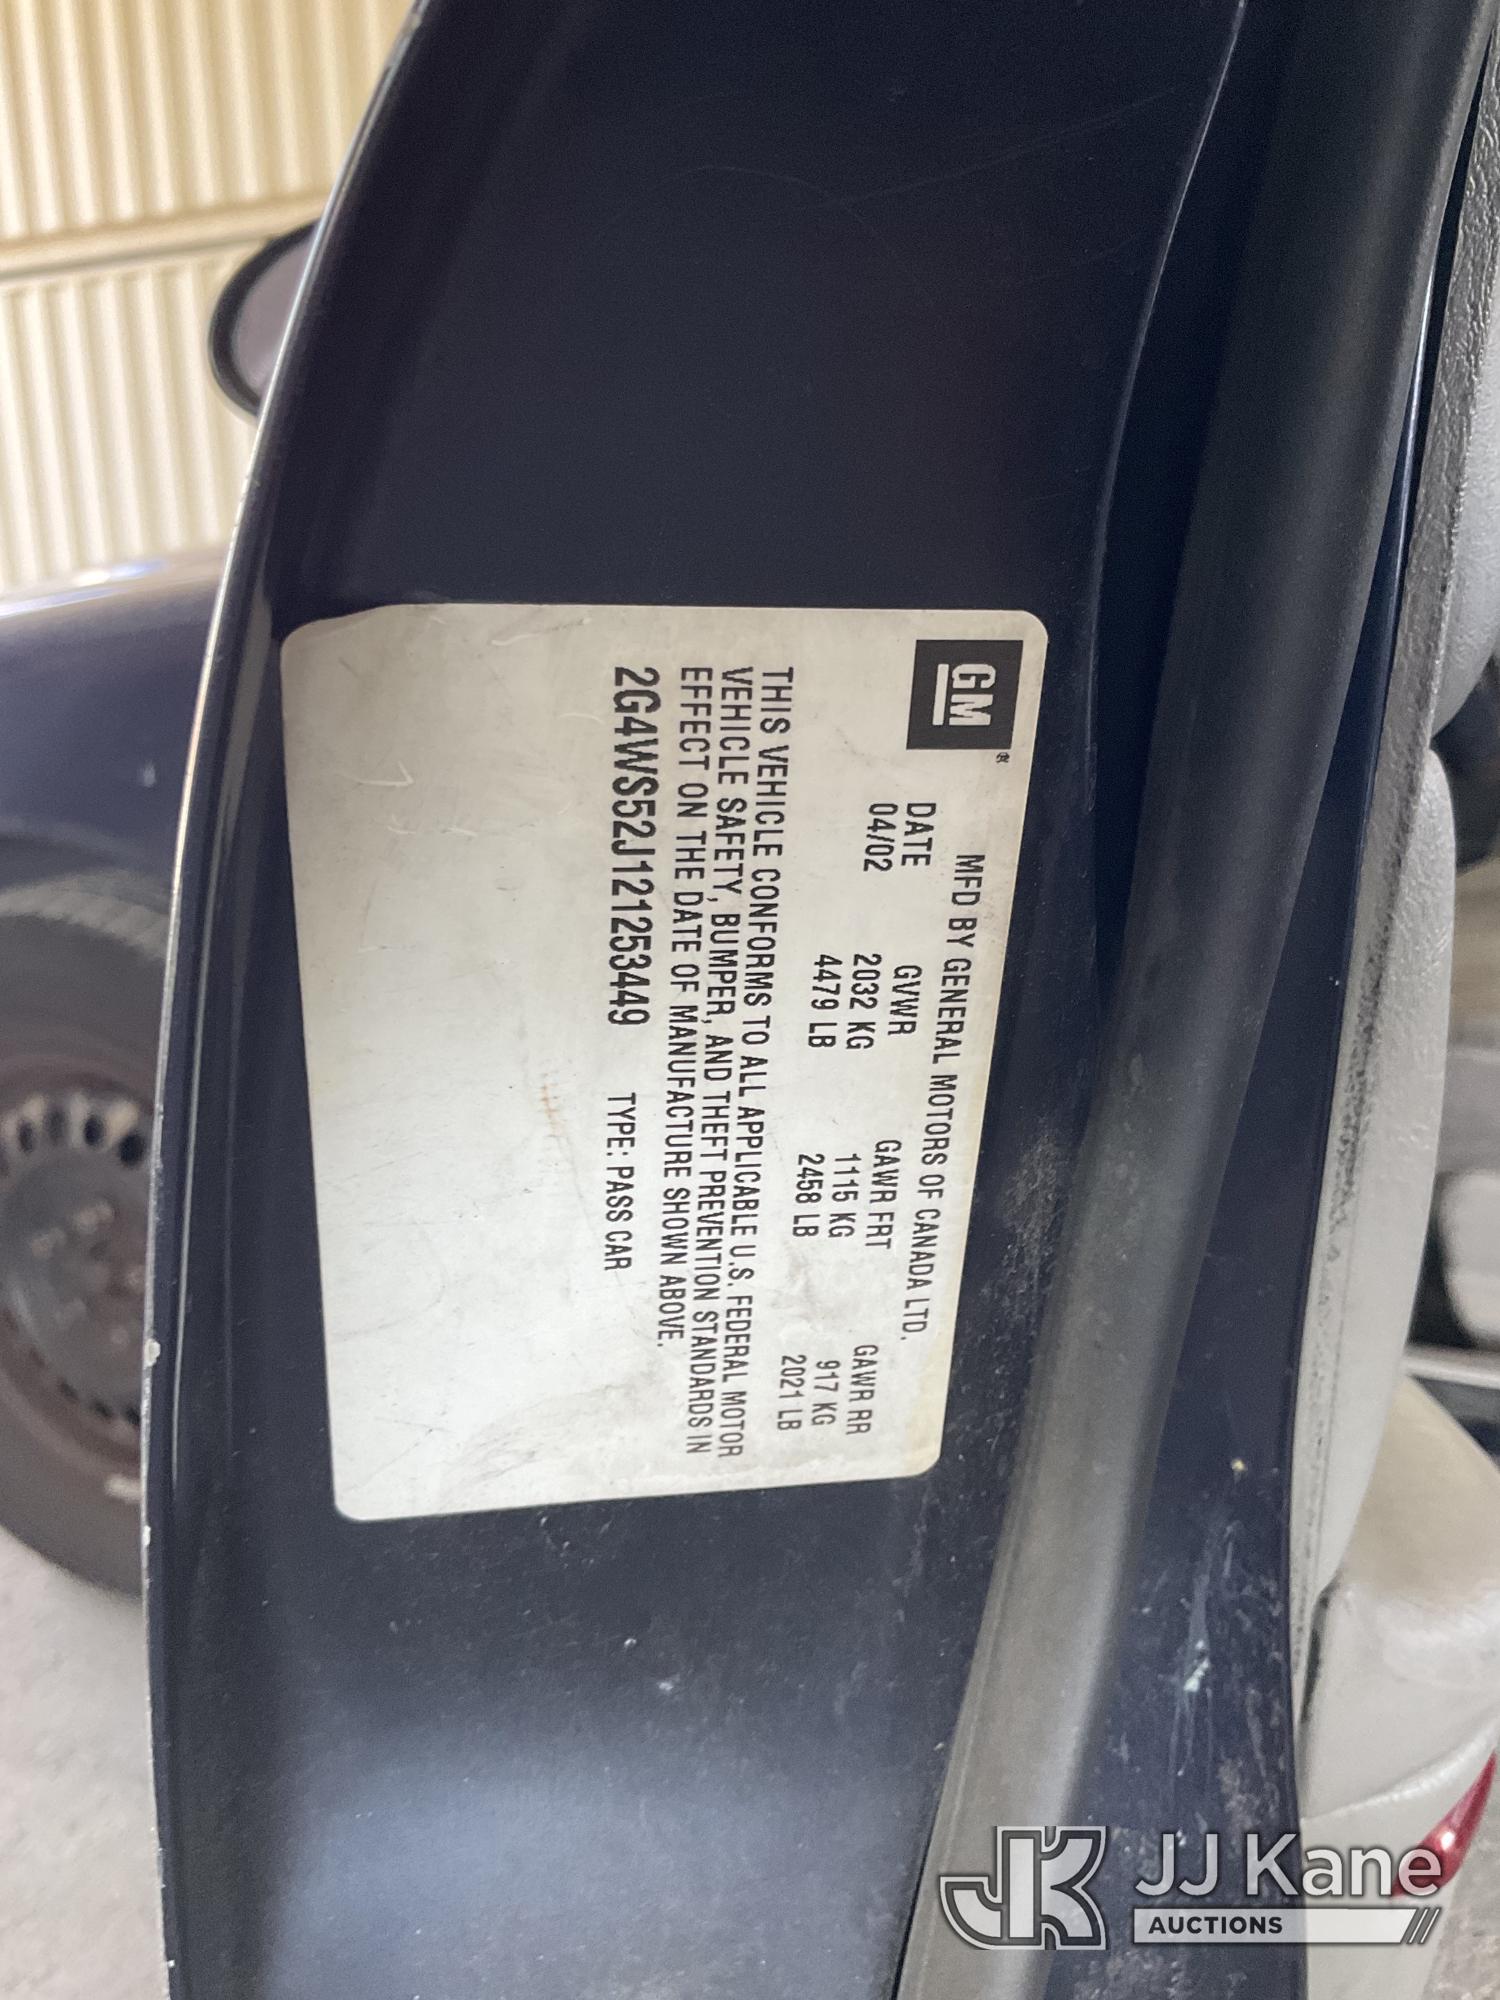 GM®
MFD BY GENERAL MOTORS OF CANADA LTD.
DATE GVWR GAWR FRT GAWR RR
04/02 2032 KG 1115 KG 917 KG
4479 LB 2458 LB 2021 LB
THIS VEHICLE CONFORMS TO ALL APPLICABLE U.S. FEDERAL MOTOR
VEHICLE SAFETY, BUMPER, AND THEFT PREVENTION STANDARDS IN
EFFECT ON THE DATE OF MANUFACTURE SHOWN ABOVE.
2G4WS52J121253449 TYPE: PASS CAR
JK JJ Kane
AUCTIONS